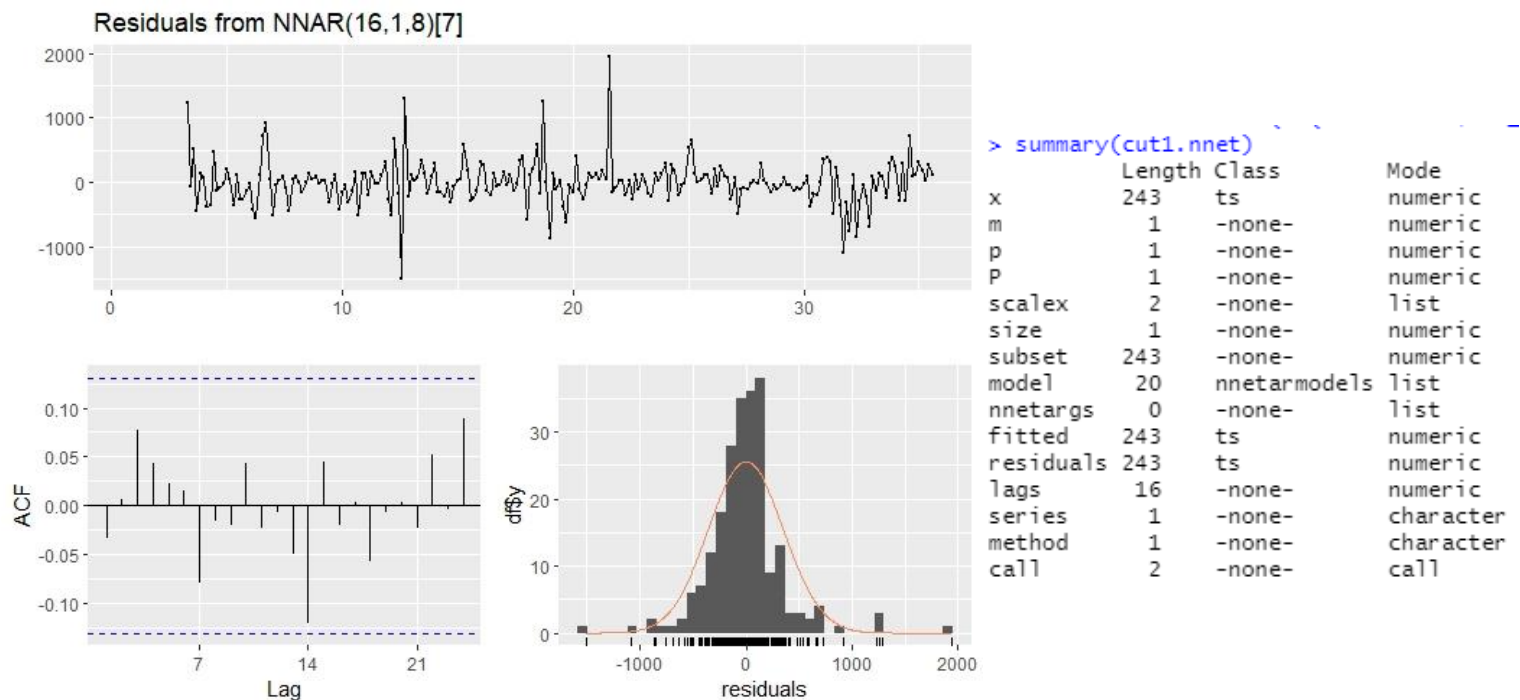 Residuals from NNAR(16,1,8)[7]
2000
1000
0
-1000
0 10 20 30
ACF
0.10
0.05
0.00
-0.05
-0.10
7 14 21
Lag
df$y
30
20
10
0
-1000 0 1000 2000
residuals
> summary(cut1.nnet)
Length Class Mode
x 243 ts numeric
m 1 -none- numeric
p 1 -none- numeric
P 1 -none- numeric
scalex 2 -none- list
size 1 -none- numeric
subset 243 -none- numeric
model 20 nnetarmodels list
nnetargs 0 -none- list
fitted 243 ts numeric
residuals 243 ts numeric
lags 16 -none- numeric
series 1 -none- character
method 1 -none- character
call 2 -none- call